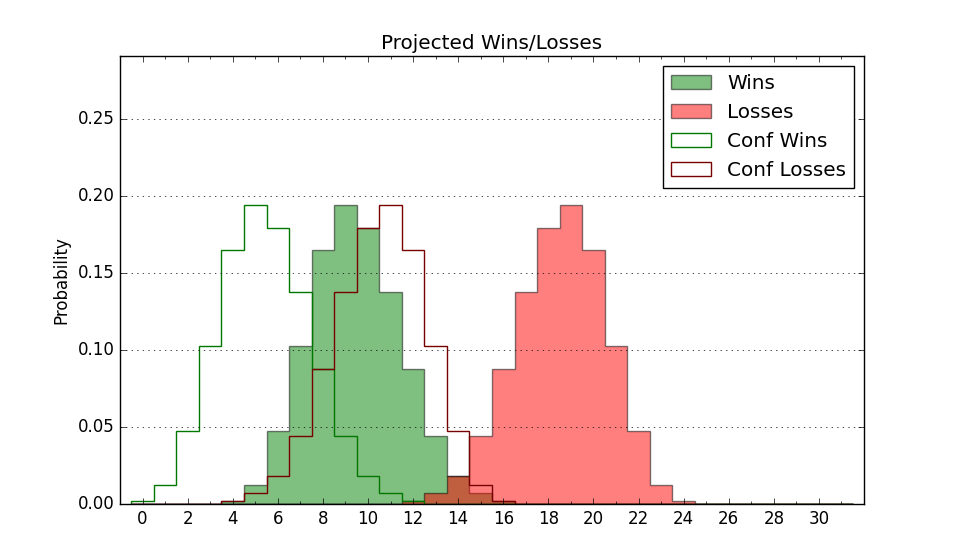 Projected Wins/Losses
Wins
Losses
Conf Wins
Conf Losses
Probability
0.25
0.20
0.15
0.10
0.05
0.00
0 2 4 6 8 10 12 14 16 18 20 22 24 26 28 30